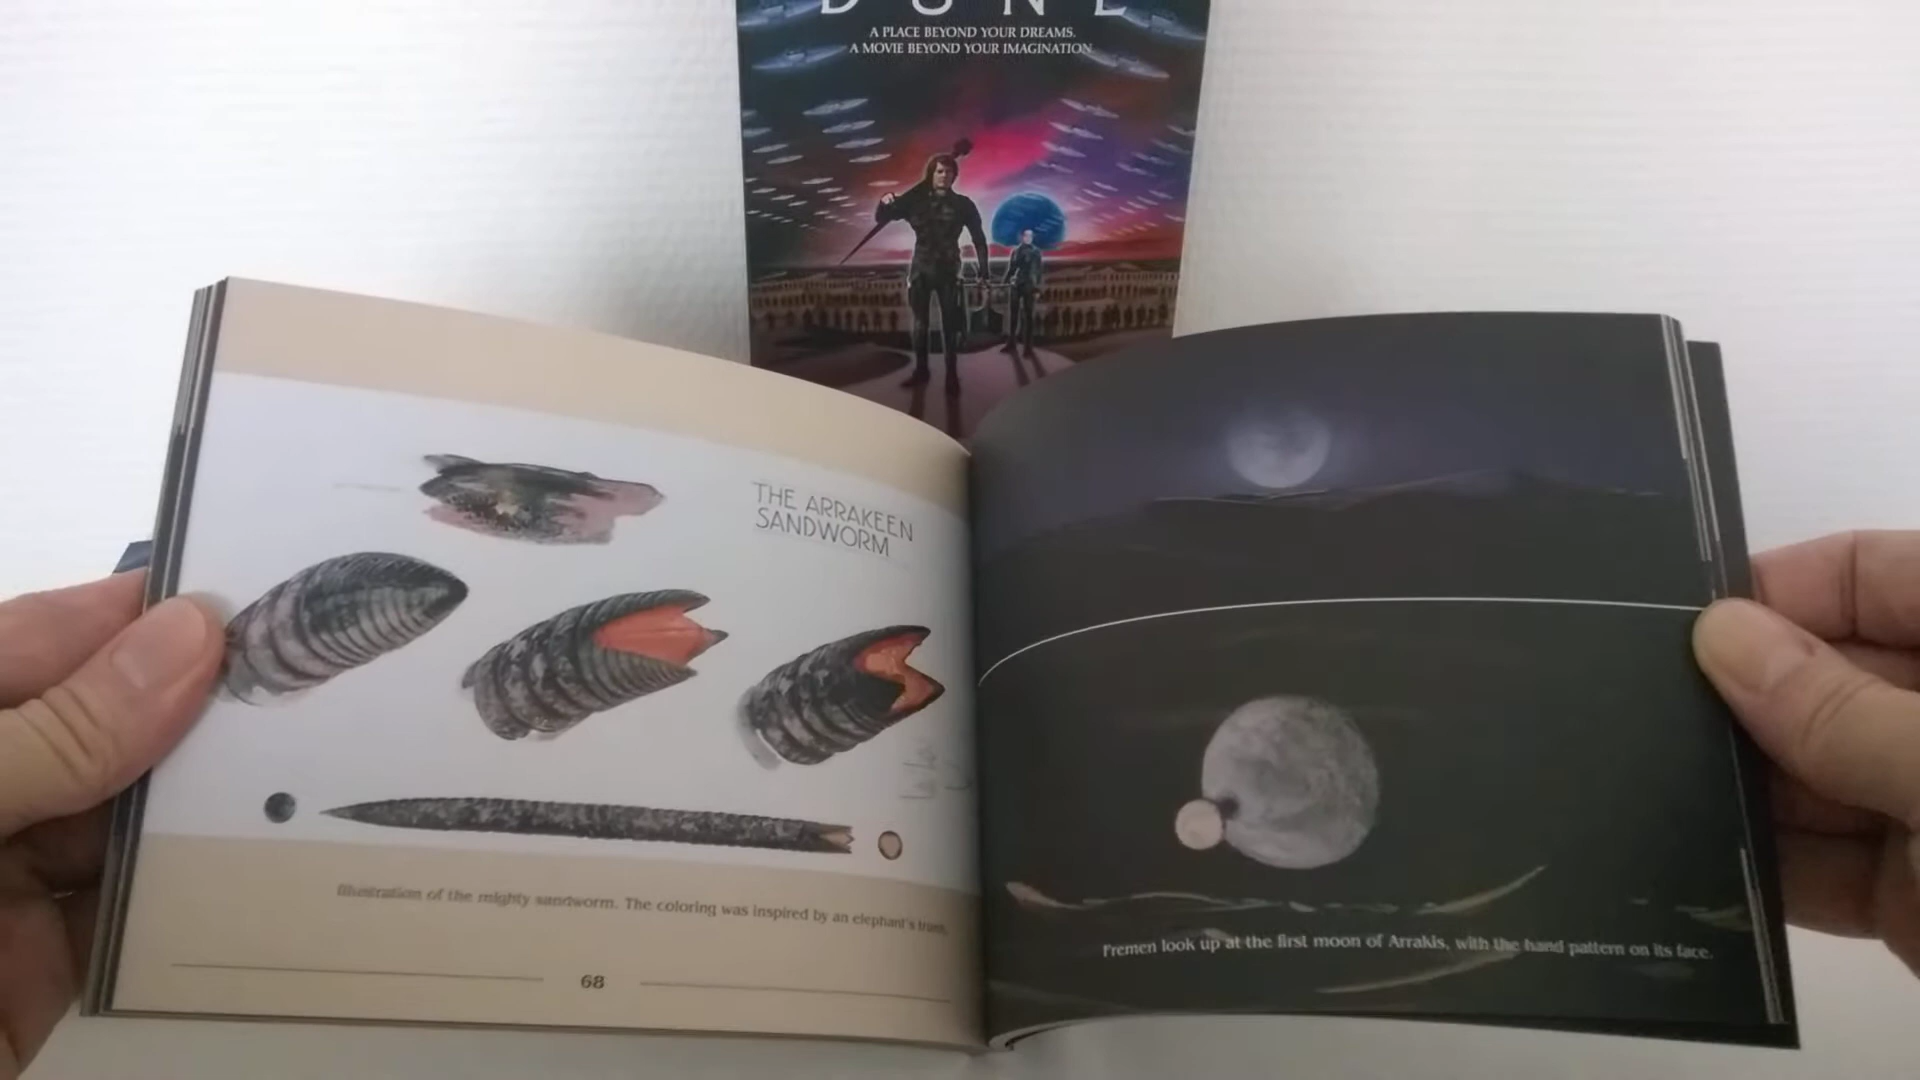 DUNE
A PLACE BEYOND YOUR DREAMS.
A MOVIE BEYOND YOUR IMAGINATION
THE ARRAKEEN
SANDWORM
Illustration of the mighty sandworm. The coloring was inspired by an elephant's trunk.
68
Fremen look up at the first moon of Arrakis, with the hand pattern on its face.